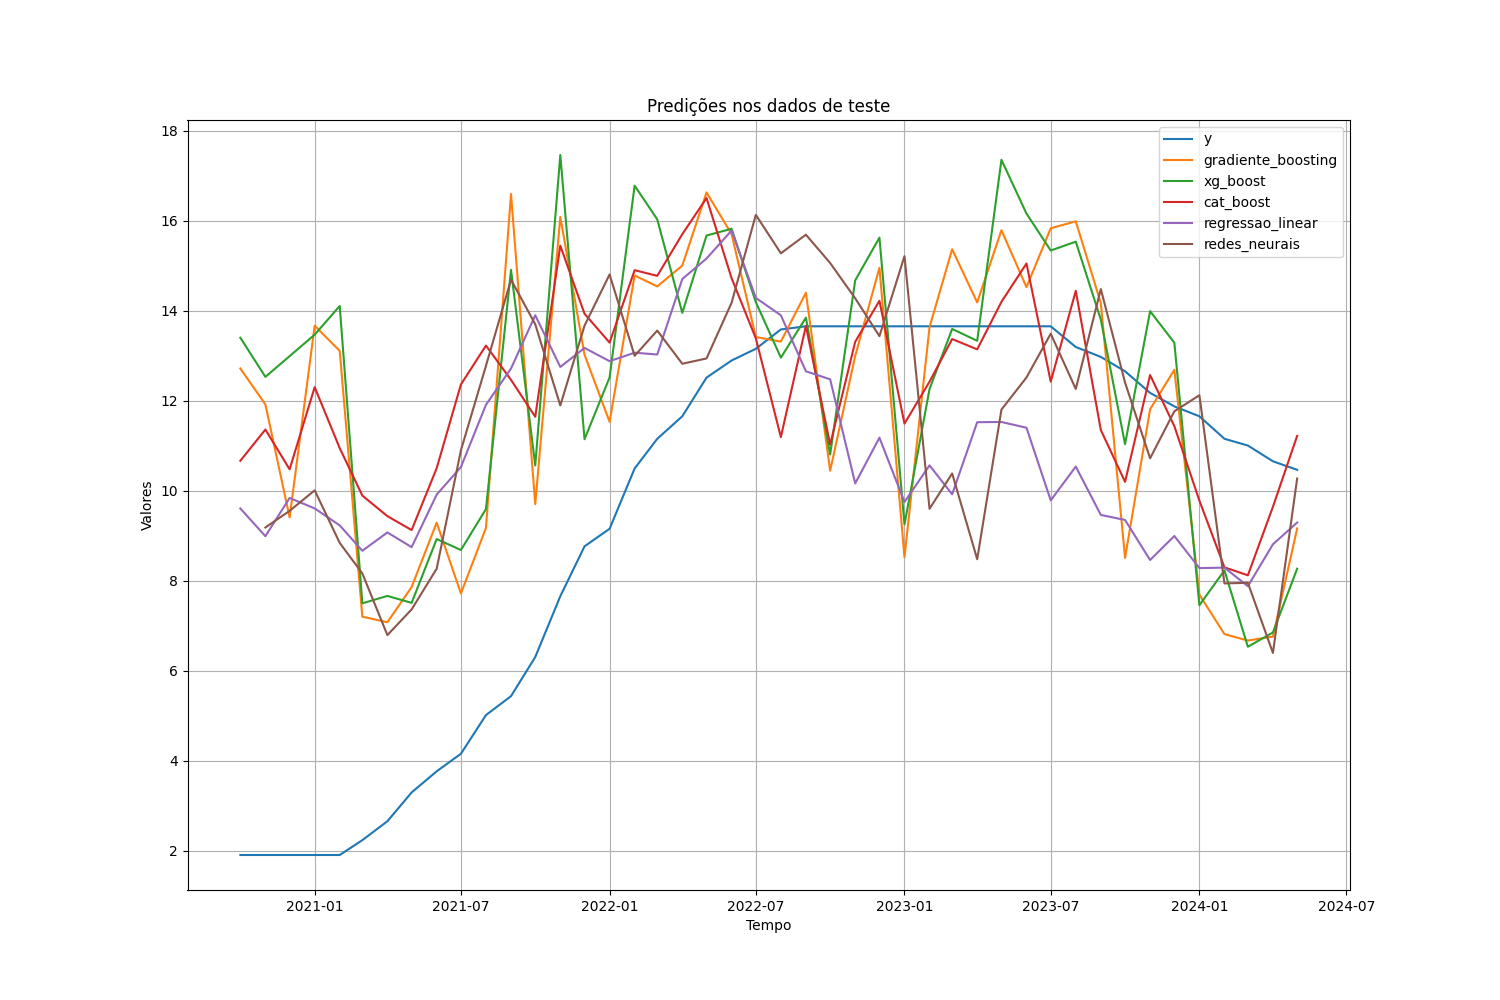 Predições nos dados de teste
18
16
14
12
10
8
6
4
2
Valores
2021-01
2021-07
2022-01
2022-07
2023-01
2023-07
2024-01
2024-07
Tempo
y
gradiente_boosting
xg_boost
cat_boost
regressao_linear
redes_neurais